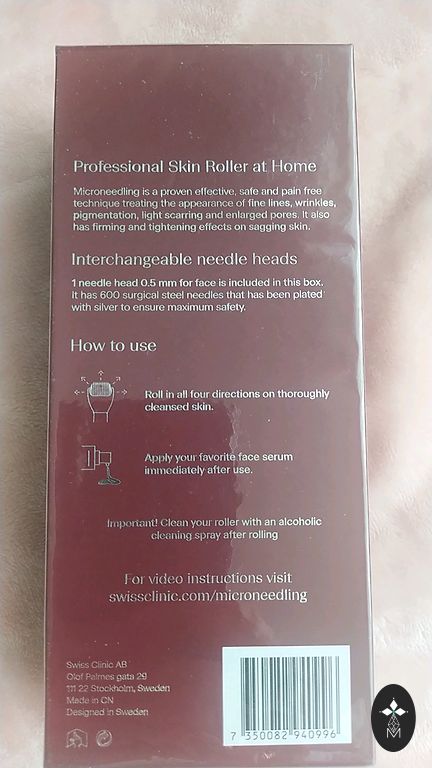 Professional Skin Roller at Home
Microneedling is a proven effective, safe and pain free
technique treating the appearance of fine lines, wrinkles,
pigmentation, light scarring and enlarged pores. It also
has firming and tightening effects on sagging skin.
Interchangeable needle heads
1 needle head 0.5 mm for face is included in this box.
It has 600 surgical steel needles that has been plated
with silver to ensure maximum safety.
How to use
Roll in all four directions on thoroughly
cleansed skin.
Apply your favorite face serum
immediately after use.
Important! Clean your roller with an alcoholic
cleaning spray after rolling
For video instructions visit
swissclinic.com/microneedling
Swiss Clinic AB
Olof Palmes gata 29
111 22 Stockholm, Sweden
Made in CN
Designed in Sweden
7 350082 940996
M